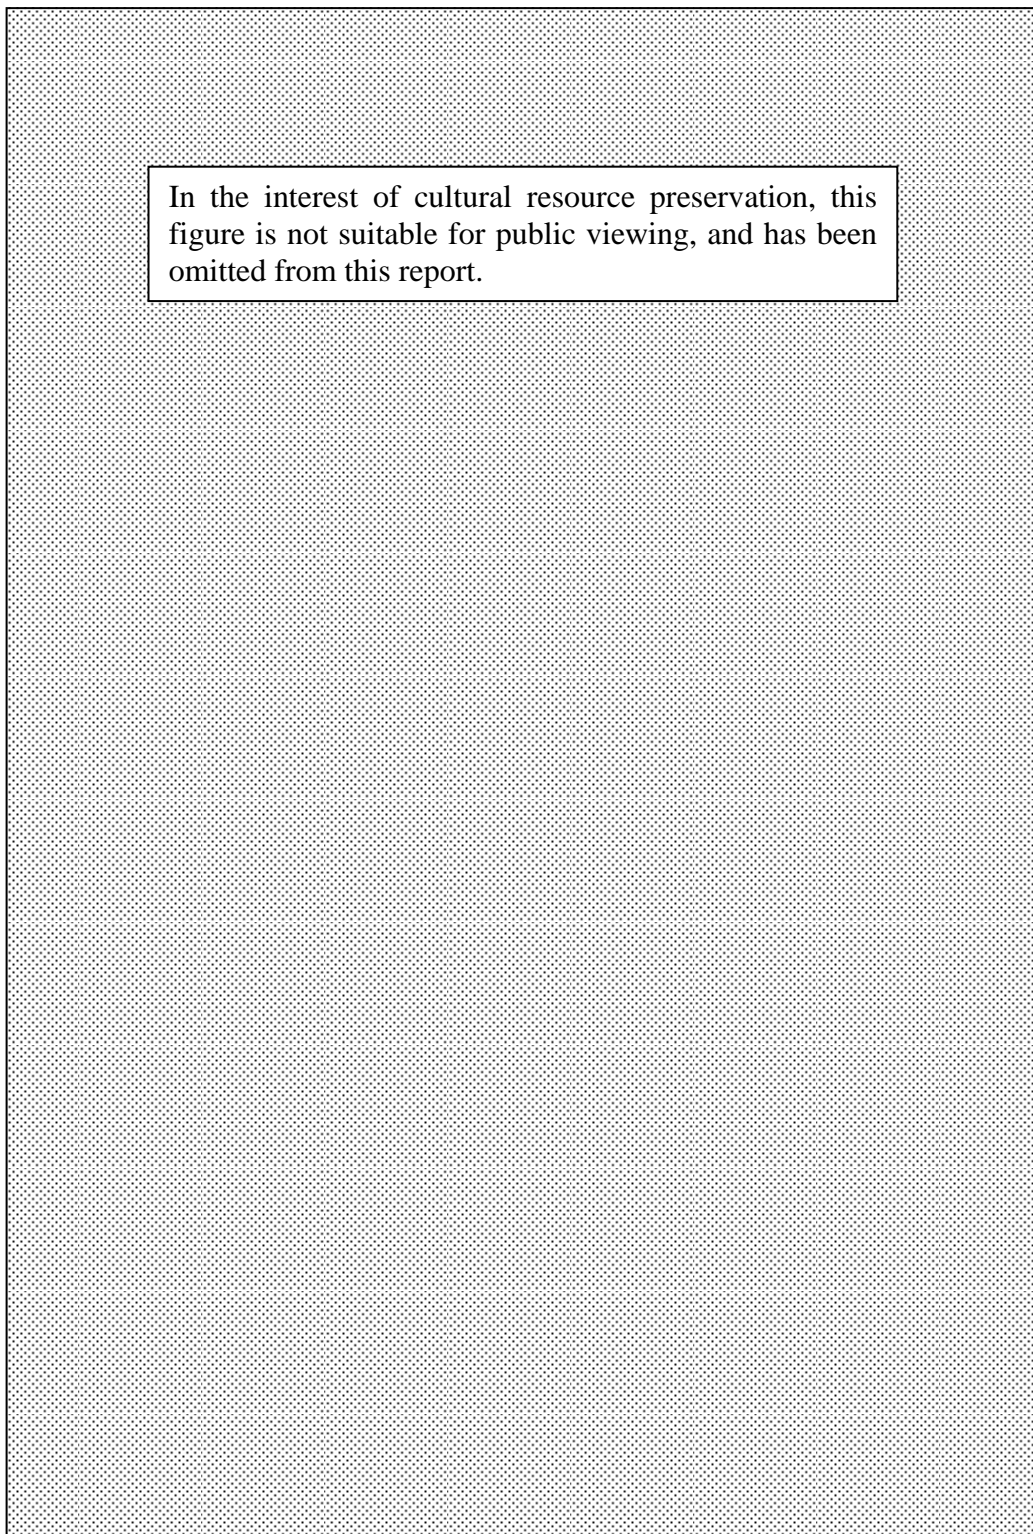 In the interest of cultural resource preservation, this
figure is not suitable for public viewing, and has been
omitted from this report.